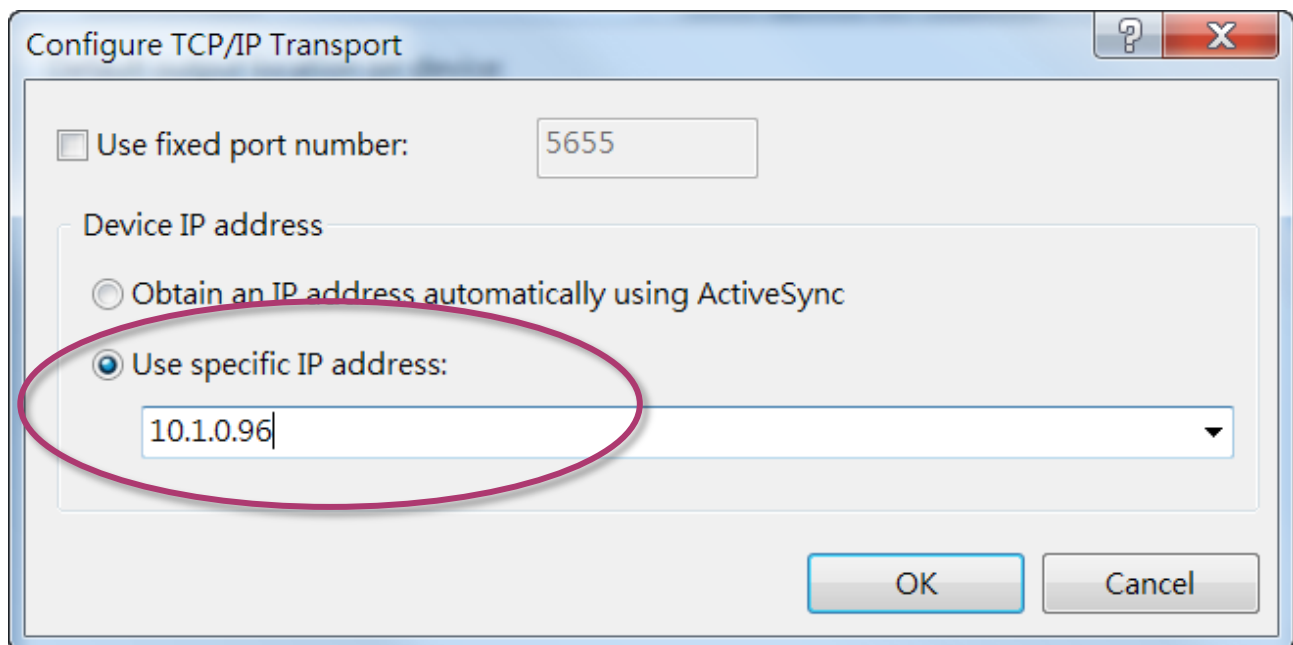 Configure TCP/IP Transport
Use fixed port number: 5655
Device IP address
Obtain an IP address automatically using ActiveSync
Use specific IP address:
10.1.0.96
OK Cancel